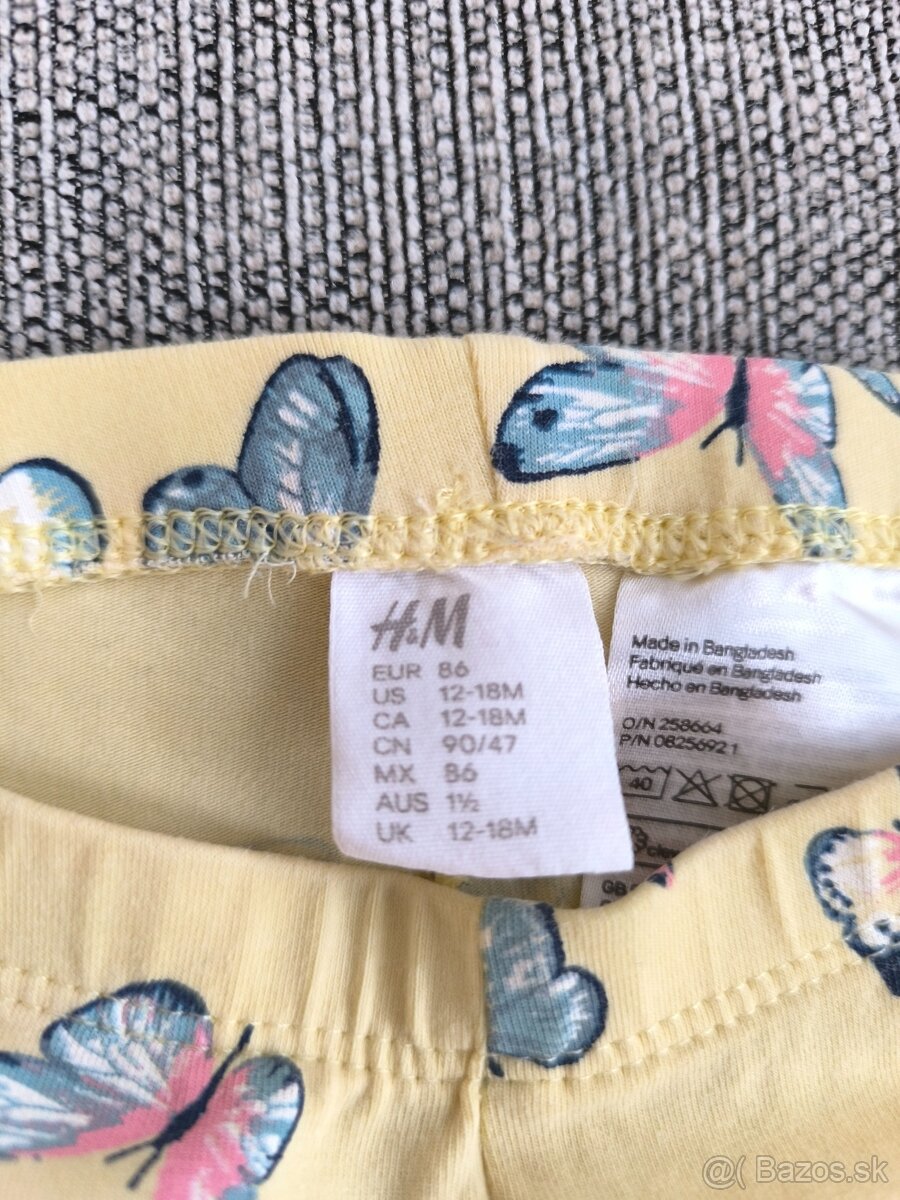 H&M
EUR 86
US 12-18M
CA 12-18M
CN 90/47
MX 86
AUS 1½
UK 12-18M
Made in Bangladesh
Fabriqué en Bangladesh
Hecho en Bangladesh
O/N 258664
P/N 08256921
40
GB
@( Bazos.sk